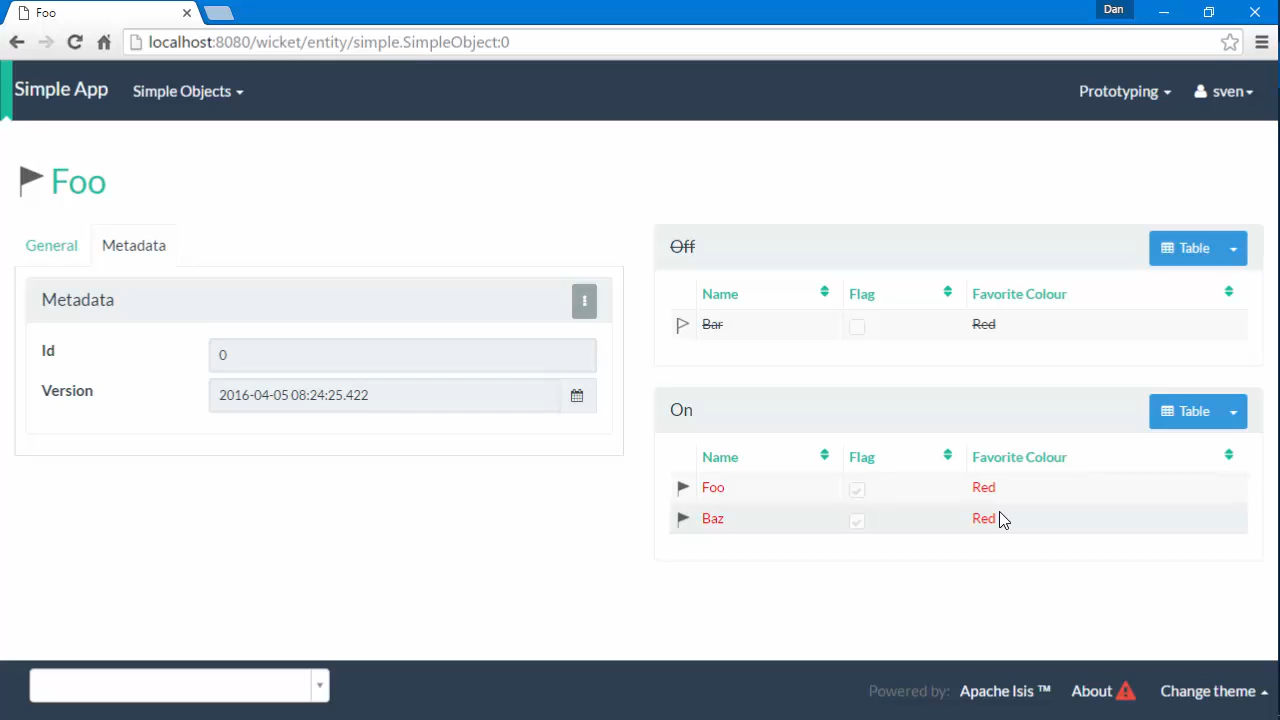 Foo
Dan
localhost:8080/wicket/entity/simple.SimpleObject:0
Simple App
Simple Objects
Prototyping
sven
Foo
General
Metadata
Metadata
Id
0
Version
2016-04-05 08:24:25.422
Off
Table
Name Flag Favorite Colour
Bar Red
On
Table
Name Flag Favorite Colour
Foo Red
Baz Red
Powered by: Apache Isis ™ About Change theme